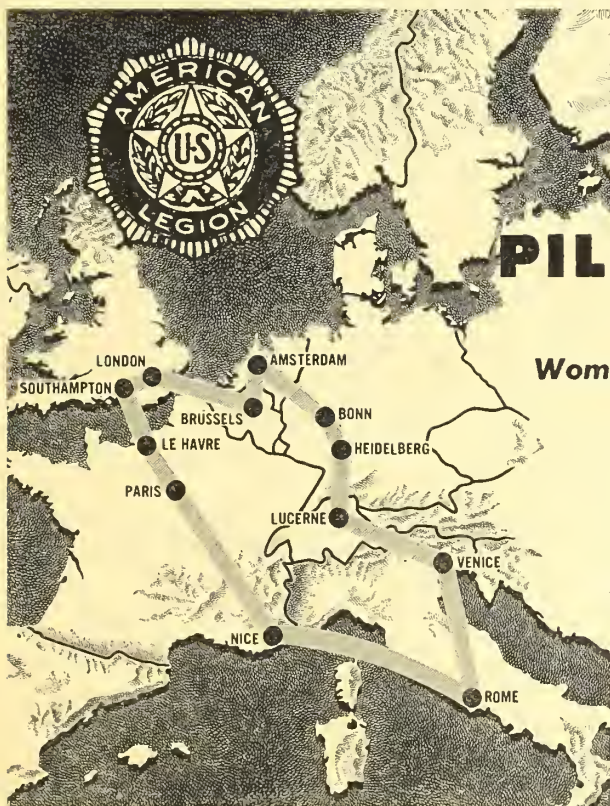 AMERICAN
U·S
LEGION
PIL
Wom
LONDON
AMSTERDAM
SOUTHAMPTON
BRUSSELS
BONN
LE HAVRE
HEIDELBERG
PARIS
LUCERNE
VENICE
NICE
ROME